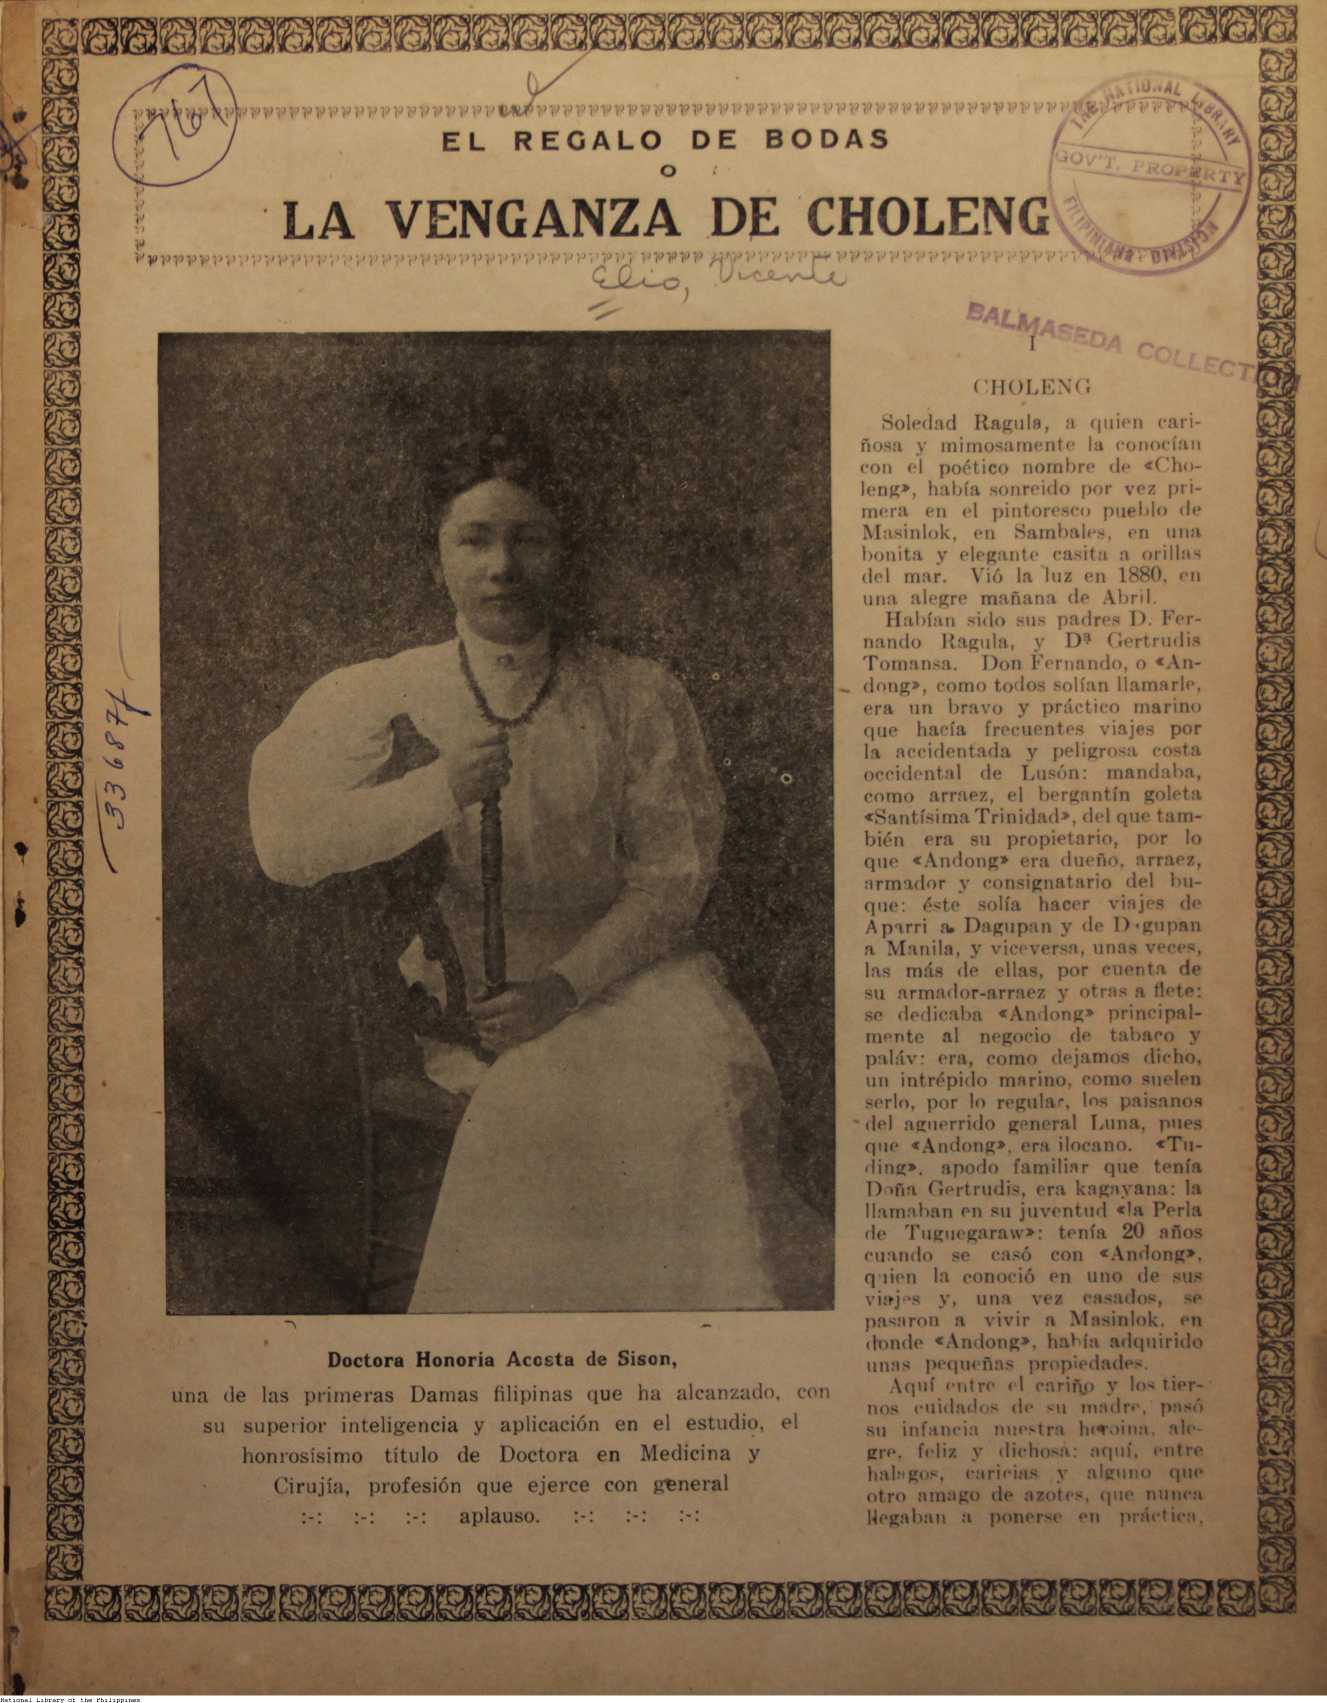 767
EL REGALO DE BODAS
O
LA VENGANZA DE CHOLENG
THE NATIONAL LIBRARY
GOV'T. PROPERTY
FILIPINIANA DIVISION
Elio, Vicente
BALMASEDA COLLECTION
33687f
Doctora Honoria Acosta de Sison,
una de las primeras Damas filipinas que ha alcanzado, con
su superior inteligencia y aplicación en el estudio, el
honrosísimo título de Doctora en Medicina y
Cirujía, profesión que ejerce con general
:-: :-: :-: aplauso. :-: :-: :-:
I
CHOLENG
Soledad Ragula, a quien cari-
ñosa y mimosamente la conocían
con el poético nombre de «Cho-
leng», había sonreido por vez pri-
mera en el pintoresco pueblo de
Masinlok, en Sambales, en una
bonita y elegante casita a orillas
del mar. Vió la luz en 1880, en
una alegre mañana de Abril.
Habían sido sus padres D. Fer-
nando Ragula, y Dª Gertrudis
Tomansa. Don Fernando, o «An-
dong», como todos solían llamarle,
era un bravo y práctico marino
que hacía frecuentes viajes por
la accidentada y peligrosa costa
occidental de Lusón: mandaba,
como arraez, el bergantín goleta
«Santísima Trinidad», del que tam-
bién era su propietario, por lo
que «Andong» era dueño, arraez,
armador y consignatario del bu-
que: éste solía hacer viajes de
Aparri a Dagupan y de Dagupan
a Manila, y viceversa, unas veces,
las más de ellas, por cuenta de
su armador-arraez y otras a flete:
se dedicaba «Andong» principal-
mente al negocio de tabaco y
paláv: era, como dejamos dicho,
un intrépido marino, como suelen
serlo, por lo regular, los paisanos
del aguerrido general Luna, pues
que «Andong», era ilocano. «Tu-
ding», apodo familiar que tenía
Doña Gertrudis, era kagayana: la
llamaban en su juventud «la Perla
de Tuguegaraw»: tenía 20 años
cuando se casó con «Andong»,
quien la conoció en uno de sus
viajes y, una vez casados, se
pasaron a vivir a Masinlok, en
donde «Andong», había adquirido
unas pequeñas propiedades.
Aquí entre el cariño y los tier-
nos cuidados de su madre, pasó
su infancia nuestra heroina, ale-
gre, feliz y dichosa: aquí, entre
halagos, caricias y alguno que
otro amago de azotes, que nunca
llegaban a ponerse en práctica,
National Library of the Philippines